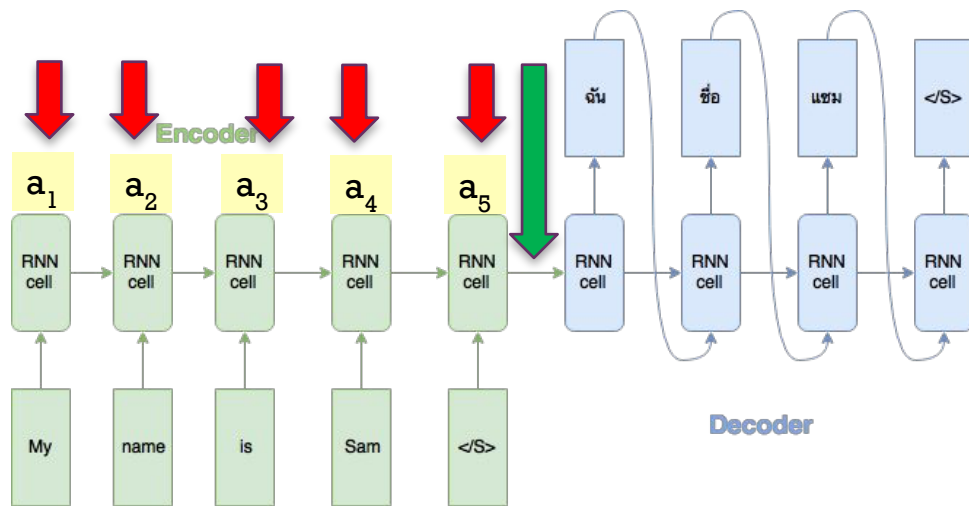 ฉัน ชื่อ แซม </S>
Encoder
a1 a2 a3 a4 a5
RNN cell RNN cell RNN cell RNN cell RNN cell RNN cell RNN cell RNN cell RNN cell
My name is Sam </S>
Decoder